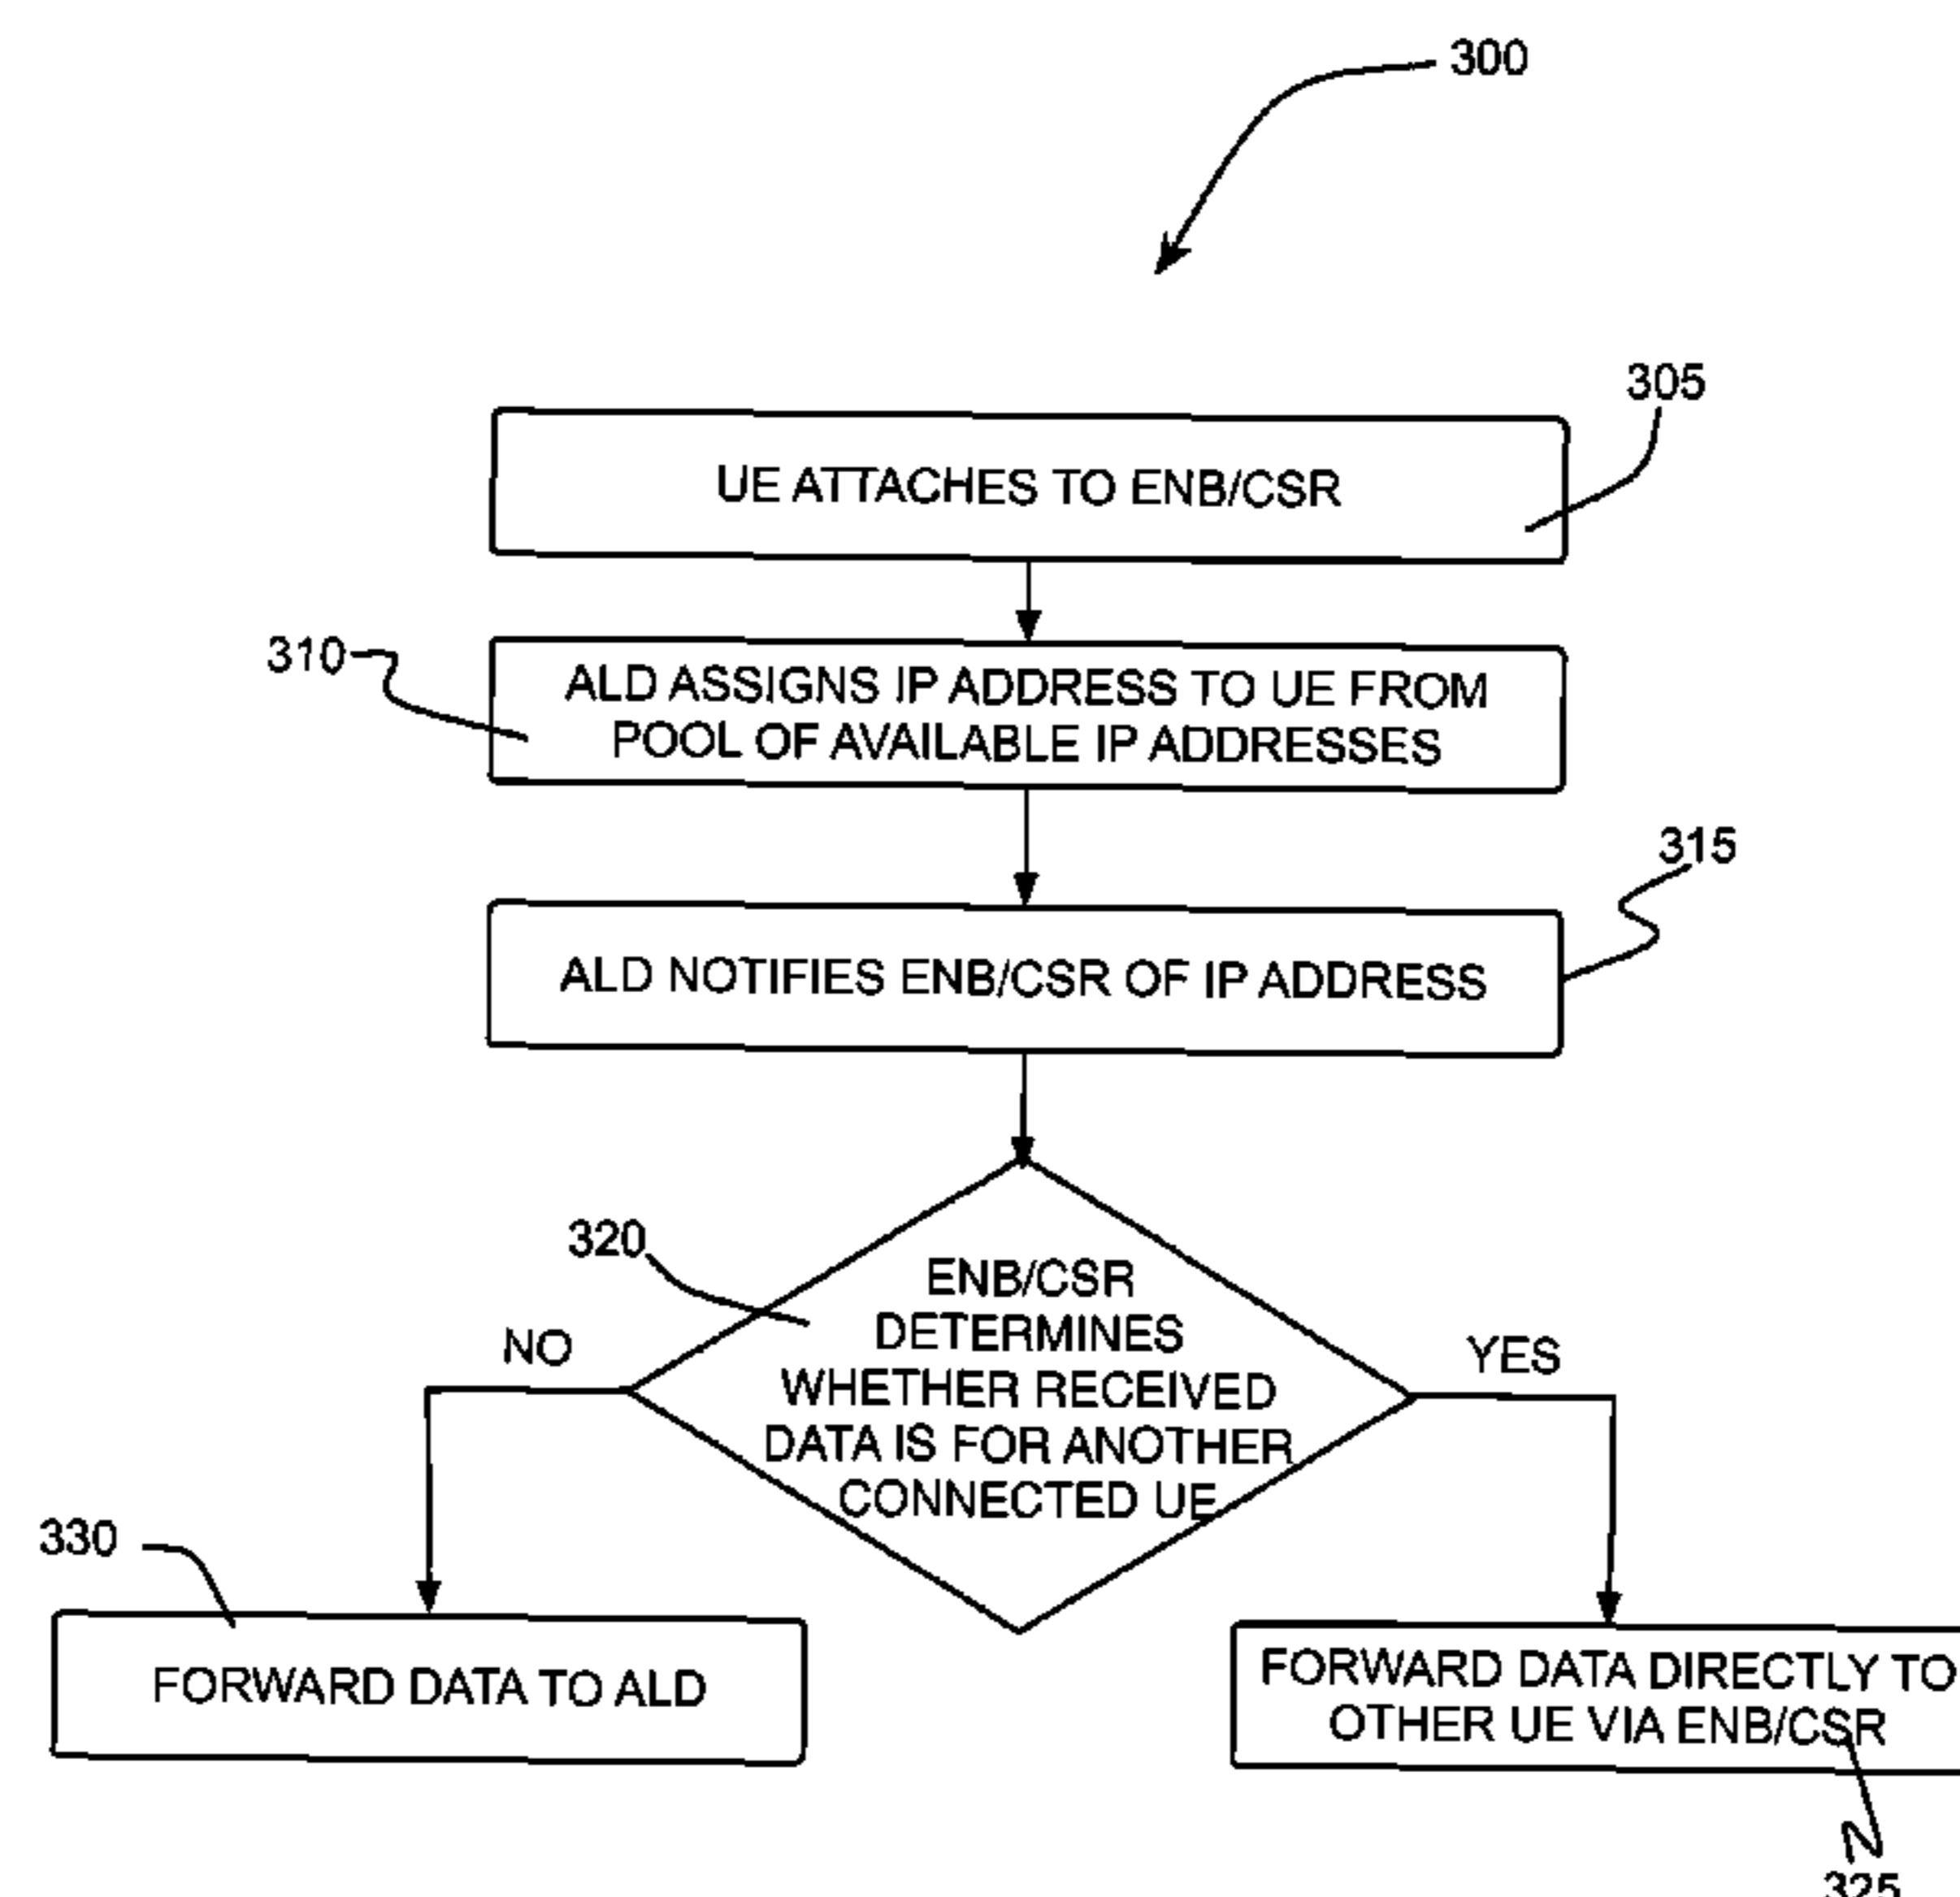 300
305
UE ATTACHES TO ENB/CSR
310
ALD ASSIGNS IP ADDRESS TO UE FROM
POOL OF AVAILABLE IP ADDRESSES
315
ALD NOTIFIES ENB/CSR OF IP ADDRESS
320
ENB/CSR
DETERMINES
WHETHER RECEIVED
DATA IS FOR ANOTHER
CONNECTED UE
NO
YES
330
FORWARD DATA TO ALD
FORWARD DATA DIRECTLY TO
OTHER UE VIA ENB/CSR
325